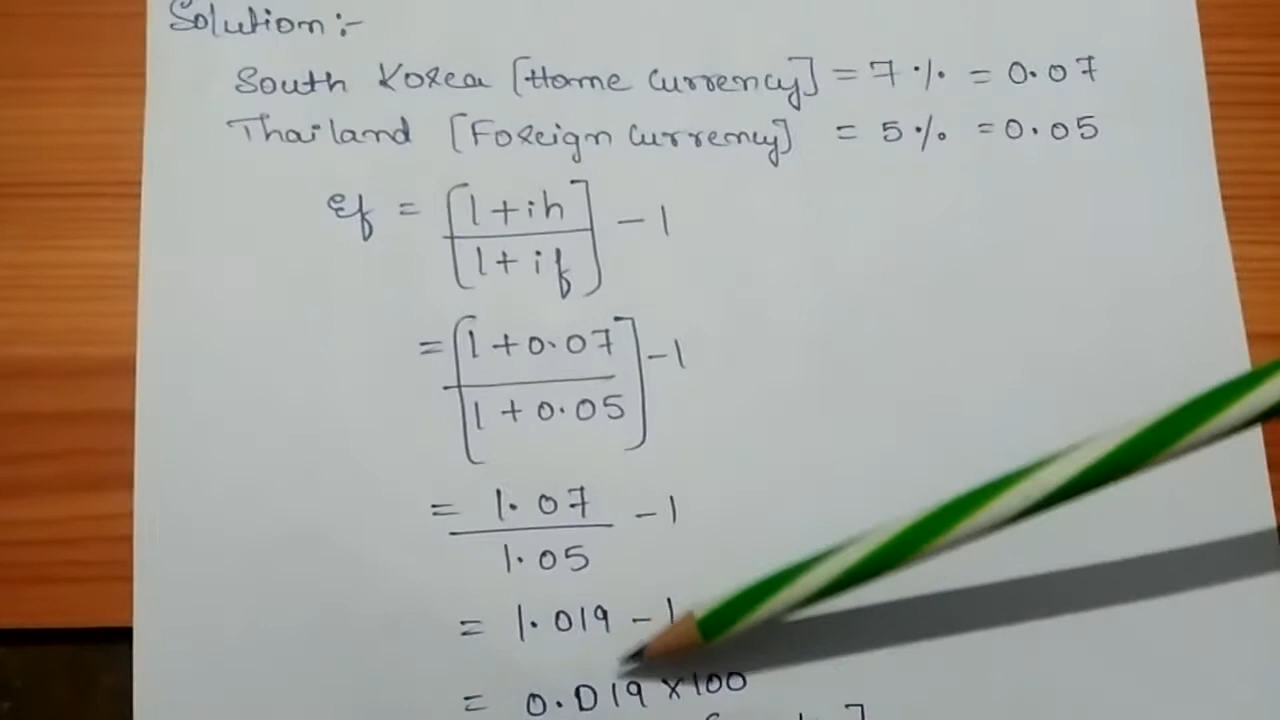 Solution :-
South Korea [Home Currency] = 7 % = 0.07
Thailand [Foreign Currency] = 5 % = 0.05
ef = [1 + ih / 1 + if] - 1
= [1 + 0.07 / 1 + 0.05] - 1
= 1.07 / 1.05 - 1
= 1.019 - 1
= 0.019 x 100